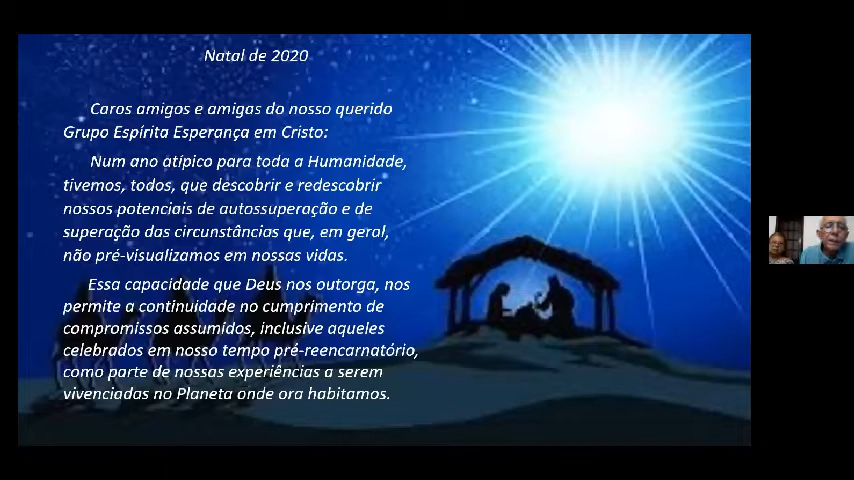 Natal de 2020
Caros amigos e amigas do nosso querido
Grupo Espírita Esperança em Cristo:
Num ano atípico para toda a Humanidade,
tivemos, todos, que descobrir e redescobrir
nossos potenciais de autossuperação e de
superação das circunstâncias que, em geral,
não pré-visualizamos em nossas vidas.
Essa capacidade que Deus nos outorga, nos
permite a continuidade no cumprimento de
compromissos assumidos, inclusive aqueles
celebrados em nosso tempo pré-reencarnatório,
como parte de nossas experiências a serem
vivenciadas no Planeta onde ora habitamos.